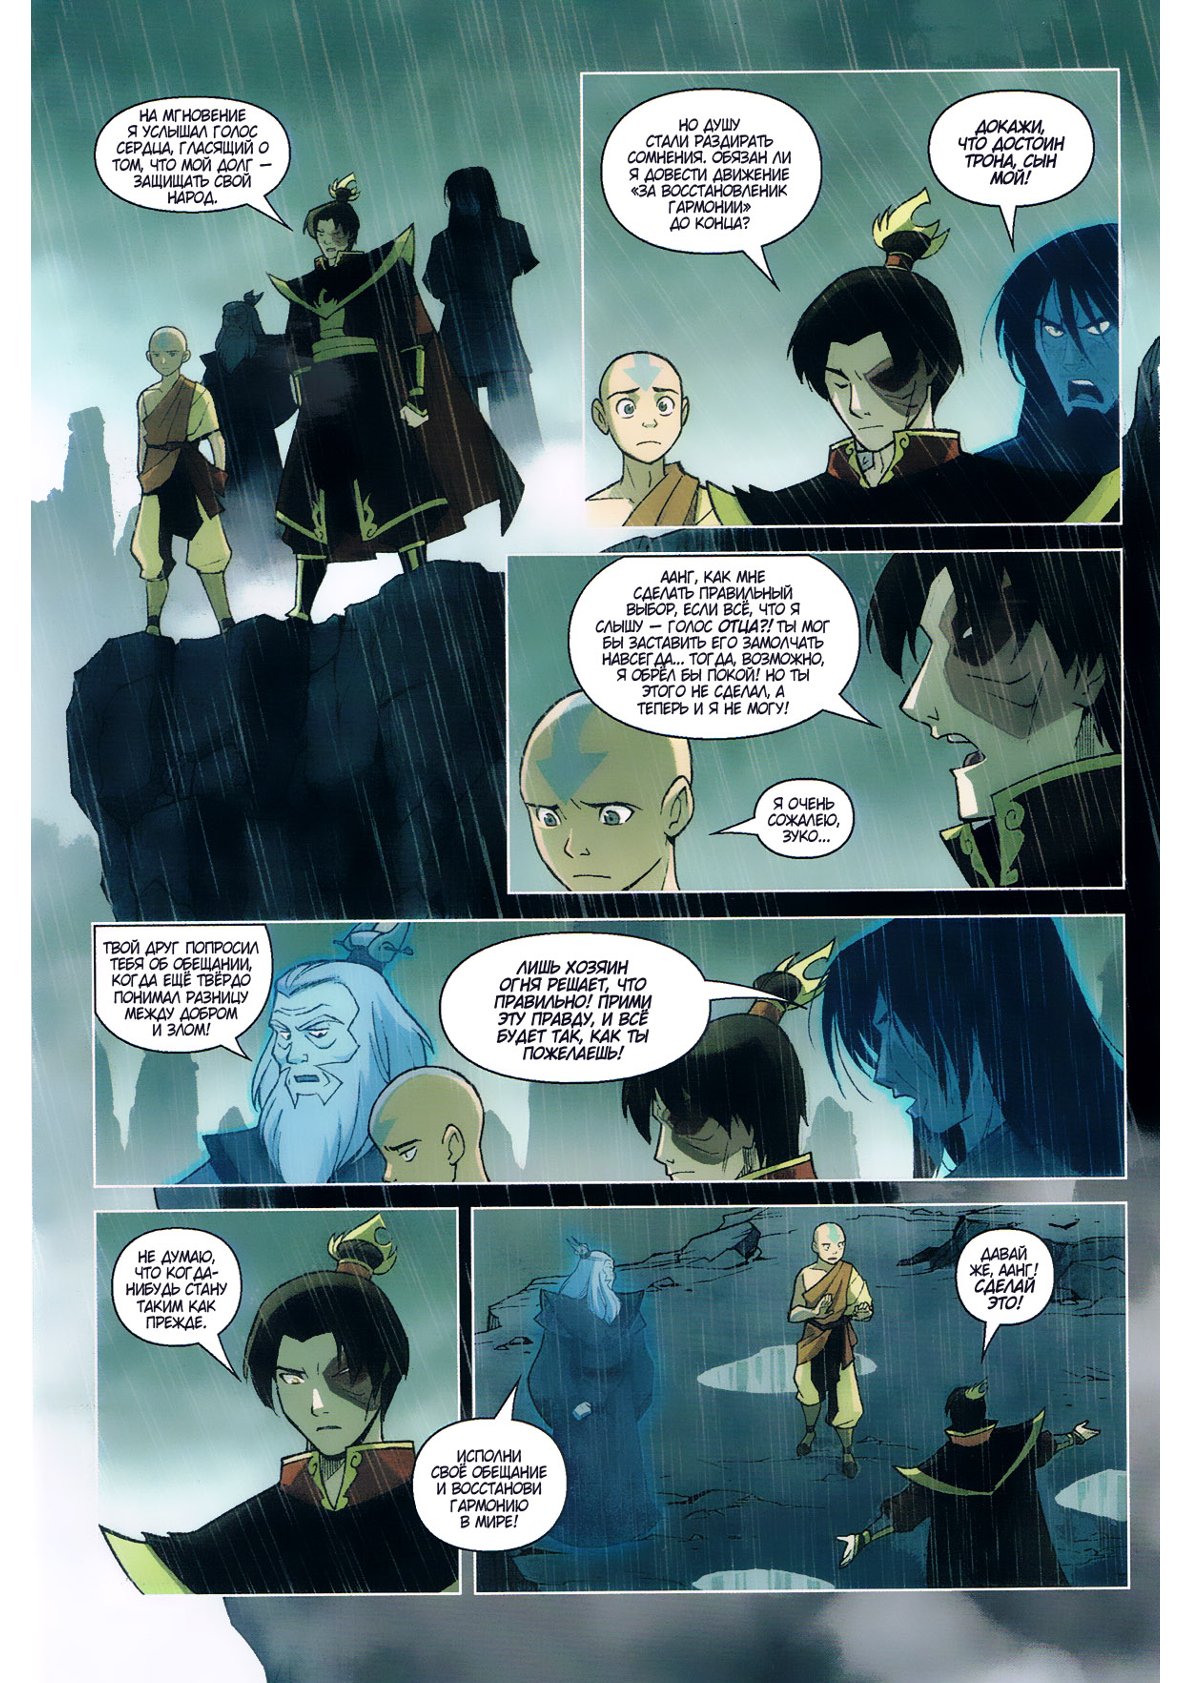 НА МГНОВЕНИЕ
Я УСЛЫШАЛ ГОЛОС
СЕРДЦА, ГЛАСЯЩИЙ О
ТОМ, ЧТО МОЙ ДОЛГ —
ЗАЩИЩАТЬ СВОЙ
НАРОД.
НО ДУШУ
СТАЛИ РАЗДИРАТЬ
СОМНЕНИЯ. ОБЯЗАН ЛИ
Я ДОВЕСТИ ДВИЖЕНИЕ
«ЗА ВОССТАНОВЛЕНИК
ГАРМОНИИ»
ДО КОНЦА?
ДОКАЖИ,
ЧТО ДОСТОИН
ТРОНА, СЫН
МОЙ!
ААНГ, КАК МНЕ
СДЕЛАТЬ ПРАВИЛЬНЫЙ
ВЫБОР, ЕСЛИ ВСЁ, ЧТО Я
СЛЫШУ — ГОЛОС ОТЦА?! ТЫ МОГ
БЫ ЗАСТАВИТЬ ЕГО ЗАМОЛЧАТЬ
НАВСЕГДА... ТОГДА, ВОЗМОЖНО,
Я ОБРЁЛ БЫ ПОКОЙ! НО ТЫ
ЭТОГО НЕ СДЕЛАЛ, А
ТЕПЕРЬ И Я НЕ МОГУ!
Я ОЧЕНЬ
СОЖАЛЕЮ,
ЗУКО...
ТВОЙ ДРУГ ПОПРОСИЛ
ТЕБЯ ОБ ОБЕЩАНИИ,
КОГДА ЕЩЁ ТВЁРДО
ПОНИМАЛ РАЗНИЦУ
МЕЖДУ ДОБРОМ
И ЗЛОМ!
ЛИШЬ ХОЗЯИН
ОГНЯ РЕШАЕТ, ЧТО
ПРАВИЛЬНО! ПРИМИ
ЭТУ ПРАВДУ, И ВСЁ
БУДЕТ ТАК, КАК ТЫ
ПОЖЕЛАЕШЬ!
НЕ ДУМАЮ,
ЧТО КОГДА-
НИБУДЬ СТАНУ
ТАКИМ КАК
ПРЕЖДЕ.
ИСПОЛНИ
СВОЁ ОБЕЩАНИЕ
И ВОССТАНОВИ
ГАРМОНИЮ
В МИРЕ!
ДАВАЙ
ЖЕ, ААНГ!
СДЕЛАЙ
ЭТО!